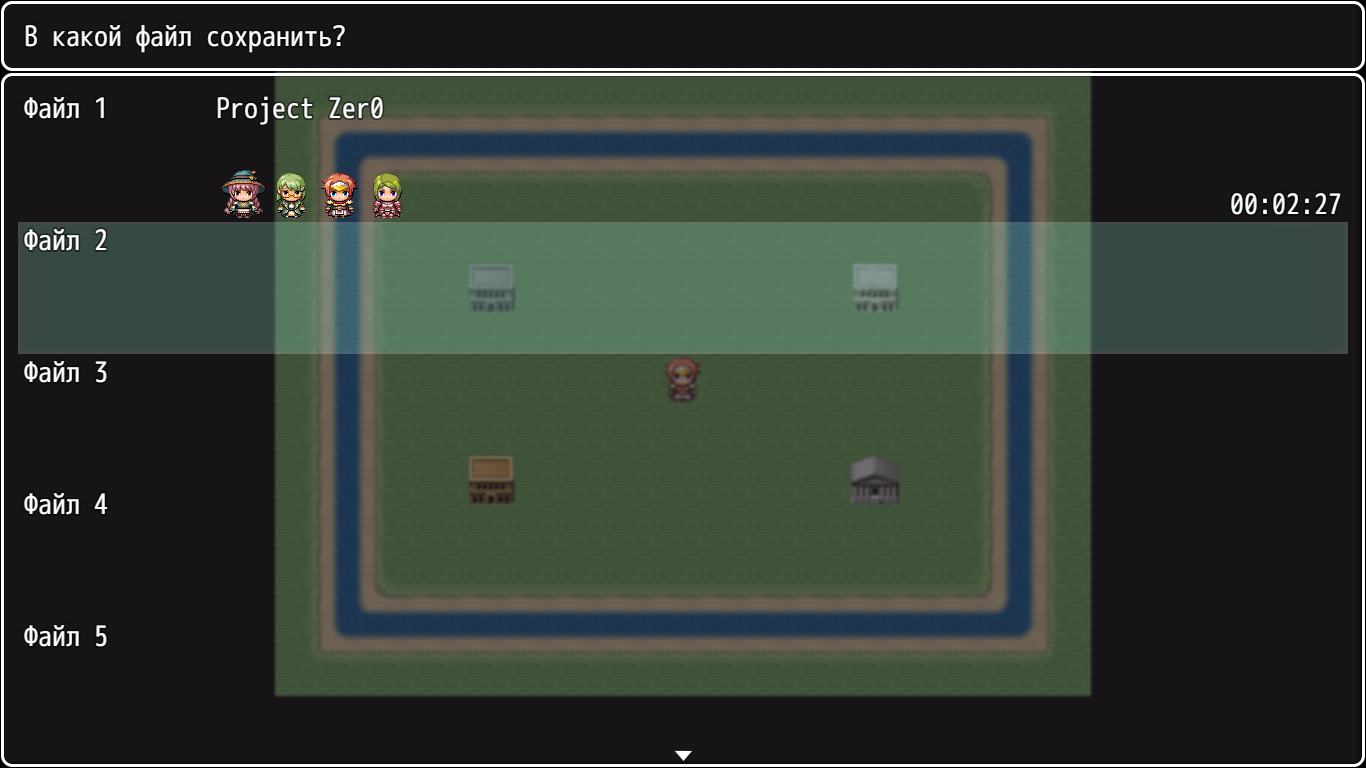 В какой файл сохранить?
Файл 1 Project Zer0
00:02:27
Файл 2
Файл 3
Файл 4
Файл 5